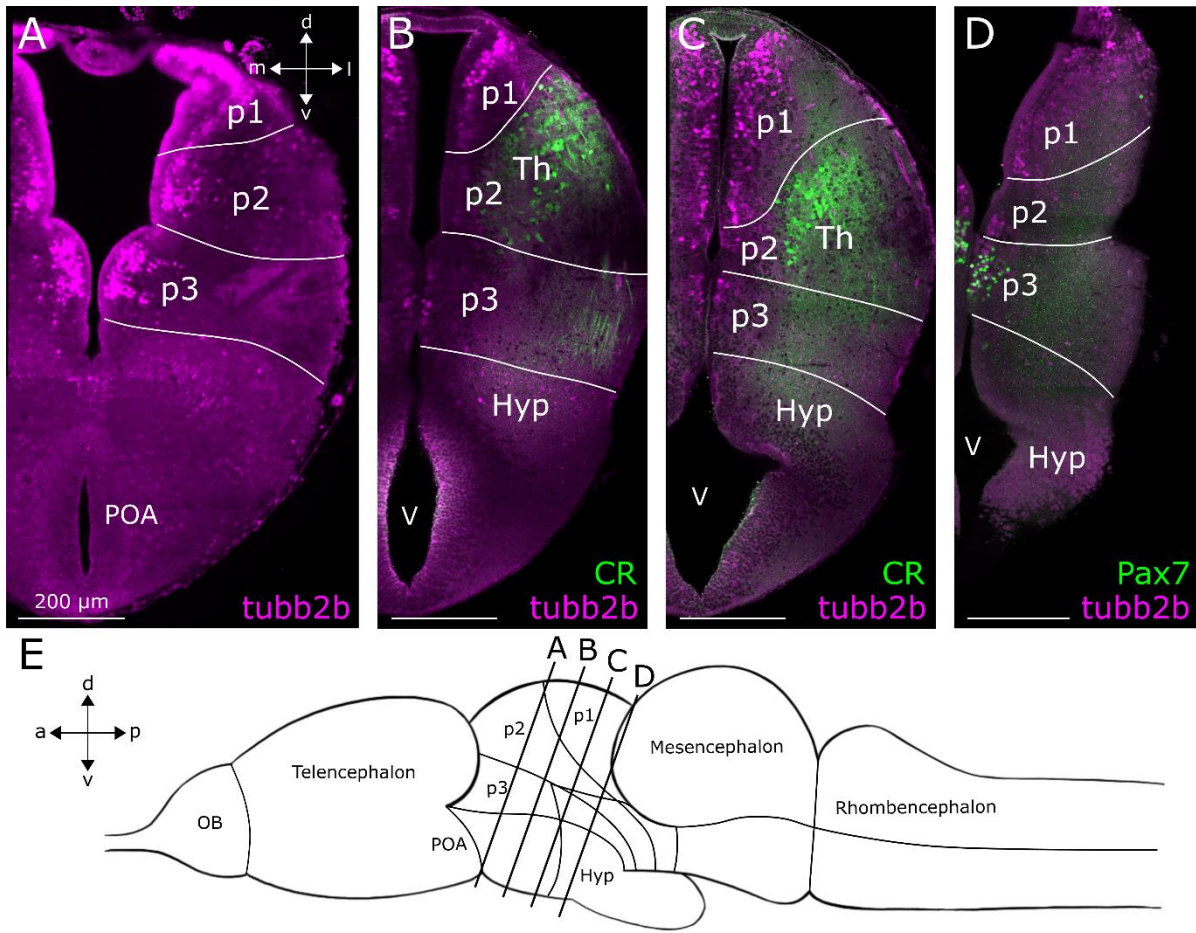 A
d
m l
v
p1
p2
p3
POA
200 µm
tubb2b
B
p1
Th
p2
p3
Hyp
V
CR
tubb2b
C
p1
Th
p2
p3
Hyp
V
CR
tubb2b
D
p1
p2
p3
V
Hyp
Pax7
tubb2b
E
d
a p
v
A
B
C
D
p1
p2
p3
Telencephalon
Mesencephalon
Rhombencephalon
OB
POA
Hyp